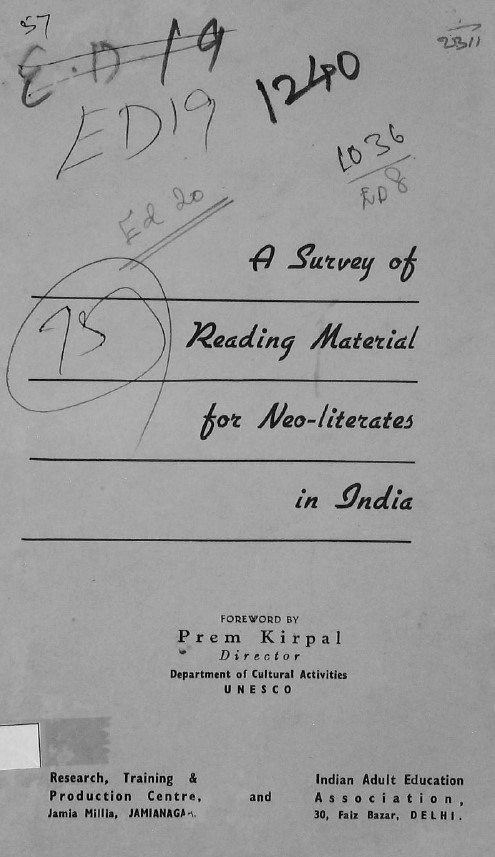 57
2311
E.D 19
1240
ED19
1036
ED8
Ed 20
A Survey of
75
Reading Material
for Neo-literates
in India
FOREWORD BY
Prem Kirpal
Director
Department of Cultural Activities
UNESCO
Research, Training &
Production Centre,
Jamia Millia, JAMIANAGAR.
and
Indian Adult Education
Association,
30, Faiz Bazar, DELHI.